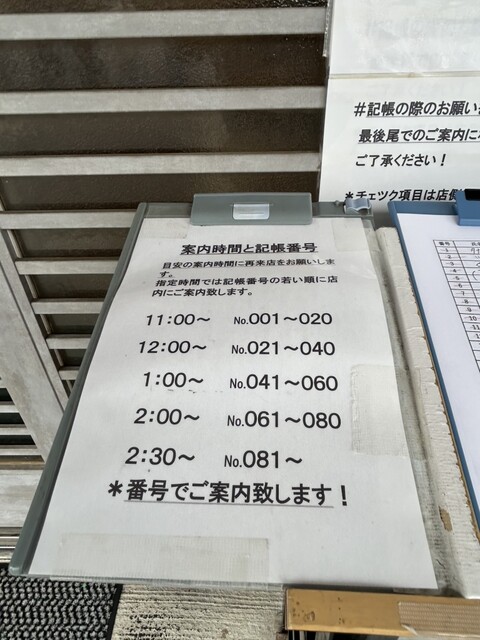 #記帳の際のお願い
最後尾でのご案内に
ご了承ください！
*チェック項目は店
案内時間と記帳番号
目安の案内時間に再来店をお願いしま
す。
指定時間では記帳番号の若い順に店
内にご案内致します。
11:00～ No.001～020
12:00～ No.021～040
1:00～ No.041～060
2:00～ No.061～080
2:30～ No.081～
*番号でご案内致します！
番号